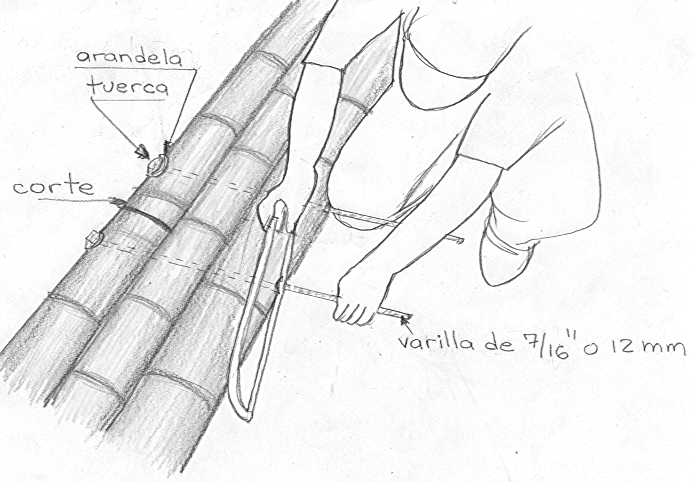 arandela
tuerca
corte
varilla de 7/16" o 12 mm